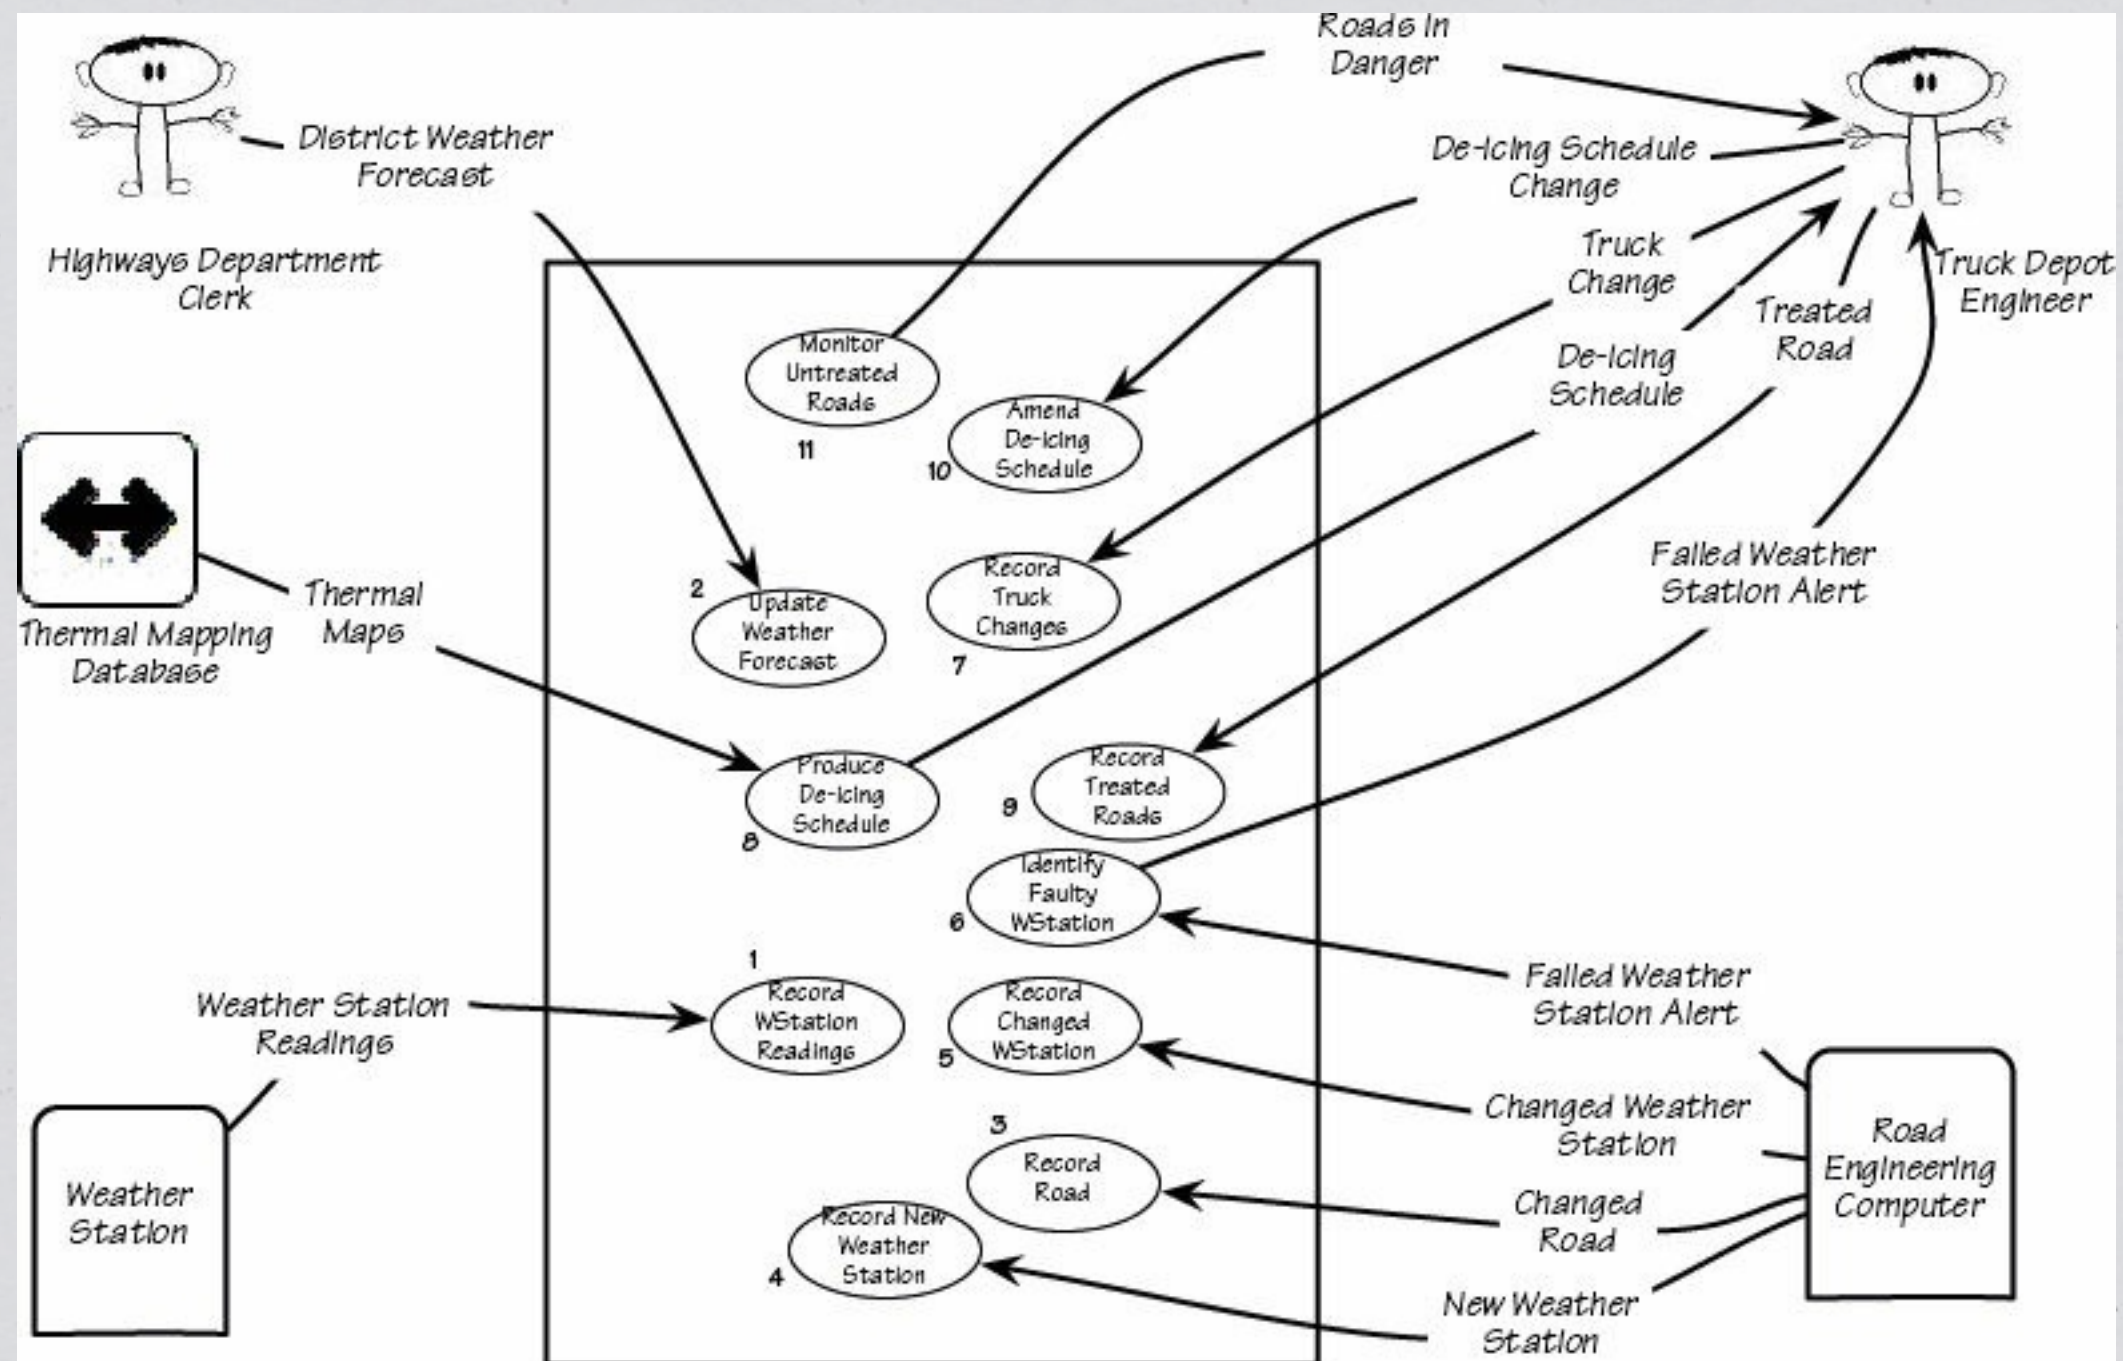 Roads In
Danger
District Weather
Forecast
De-Icing Schedule
Change
Highways Department
Clerk
Truck
Change
Truck Depot
Engineer
Treated
Road
De-Icing
Schedule
Monitor
Untreated
Roads
11
Amend
De-Icing
Schedule
10
Failed Weather
Station Alert
Thermal
Maps
Thermal Mapping
Database
2
Update
Weather
Forecast
Record
Truck
Changes
7
Produce
De-Icing
Schedule
8
Record
Treated
Roads
9
Identify
Faulty
WStation
6
Weather Station
Readings
1
Record
WStation
Readings
Record
Changed
WStation
5
Failed Weather
Station Alert
Changed Weather
Station
Road
Engineering
Computer
3
Record
Road
Changed
Road
Weather
Station
Record New
Weather
Station
4
New Weather
Station